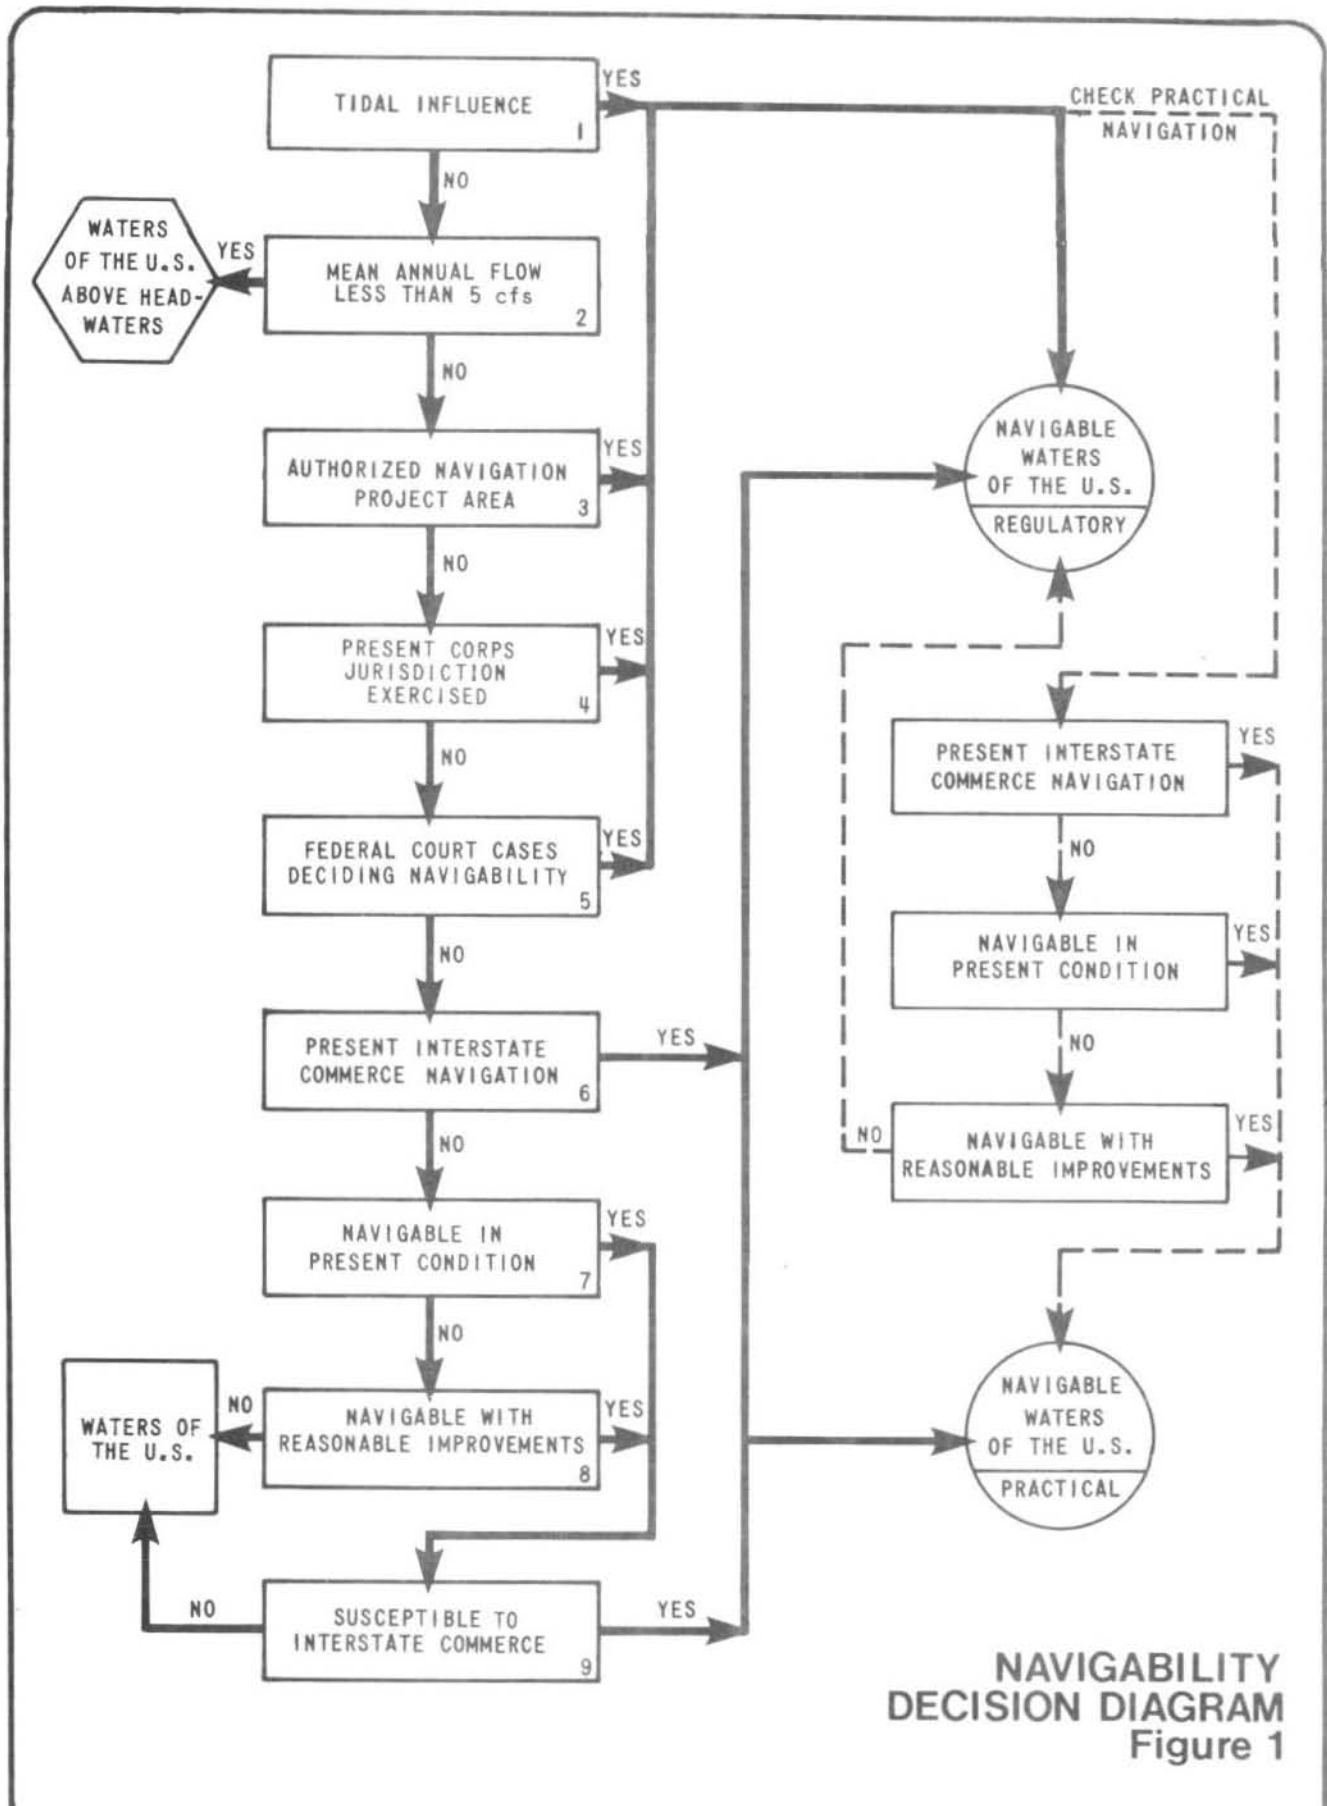 TIDAL INFLUENCE
1
YES
NO
CHECK PRACTICAL
NAVIGATION
WATERS
OF THE U.S.
ABOVE HEAD-
WATERS
YES
MEAN ANNUAL FLOW
LESS THAN 5 cfs
2
NO
AUTHORIZED NAVIGATION
PROJECT AREA
3
YES
NO
NAVIGABLE
WATERS
OF THE U.S.
REGULATORY
PRESENT CORPS
JURISDICTION
EXERCISED
4
YES
NO
PRESENT INTERSTATE
COMMERCE NAVIGATION
YES
NO
FEDERAL COURT CASES
DECIDING NAVIGABILITY
5
YES
NO
NAVIGABLE IN
PRESENT CONDITION
YES
NO
PRESENT INTERSTATE
COMMERCE NAVIGATION
6
YES
NO
NAVIGABLE WITH
REASONABLE IMPROVEMENTS
YES
NO
NAVIGABLE IN
PRESENT CONDITION
7
YES
NO
WATERS OF
THE U.S.
NO
NAVIGABLE WITH
REASONABLE IMPROVEMENTS
8
YES
NAVIGABLE
WATERS
OF THE U.S.
PRACTICAL
NO
SUSCEPTIBLE TO
INTERSTATE COMMERCE
9
YES
NAVIGABILITY
DECISION DIAGRAM
Figure 1